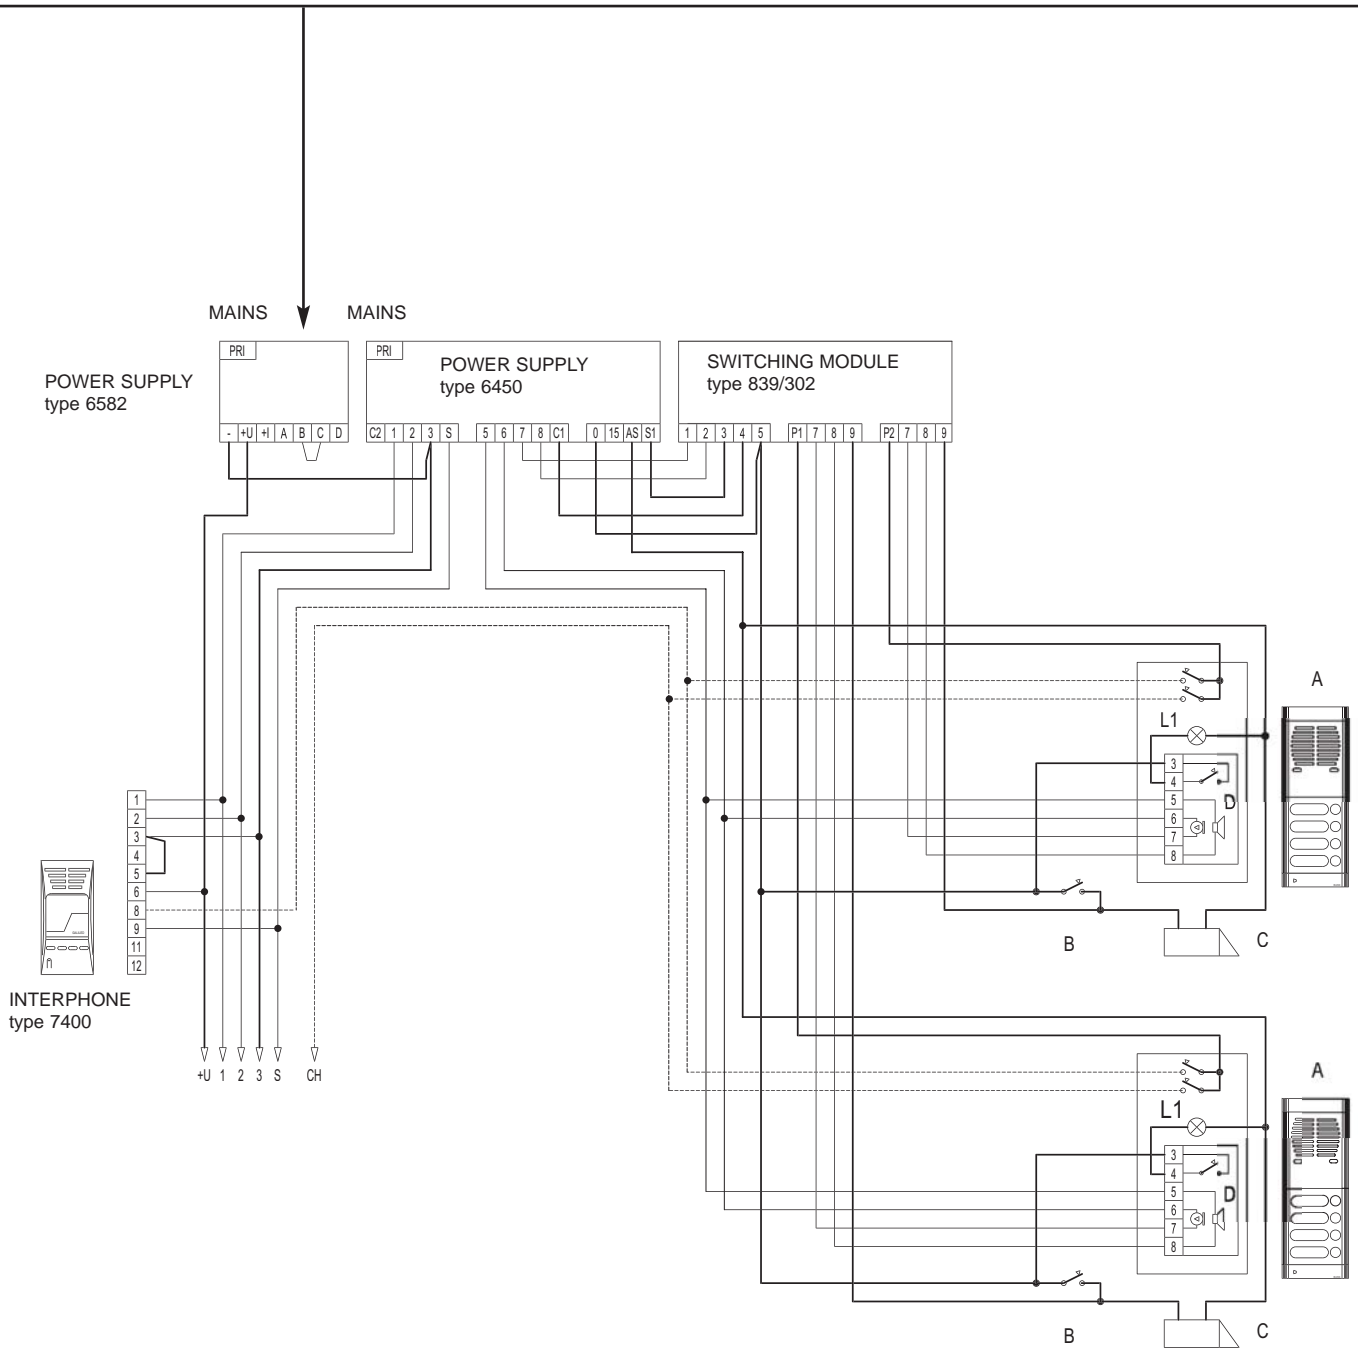 MAINS
MAINS
PRI
PRI
POWER SUPPLY
type 6582
POWER SUPPLY
type 6450
SWITCHING MODULE
type 839/302
- +U +I A B C D
C2 1 2 3 S 5 6 7 8 C1 0 15 AS S1
1 2 3 4 5 P1 7 8 9 P2 7 8 9
A
L1
3
4
5
6
7
8
D
B
C
1
2
3
4
5
6
8
9
11
12
INTERPHONE
type 7400
+U 1 2 3 S CH
A
L1
3
4
5
6
7
8
D
B
C